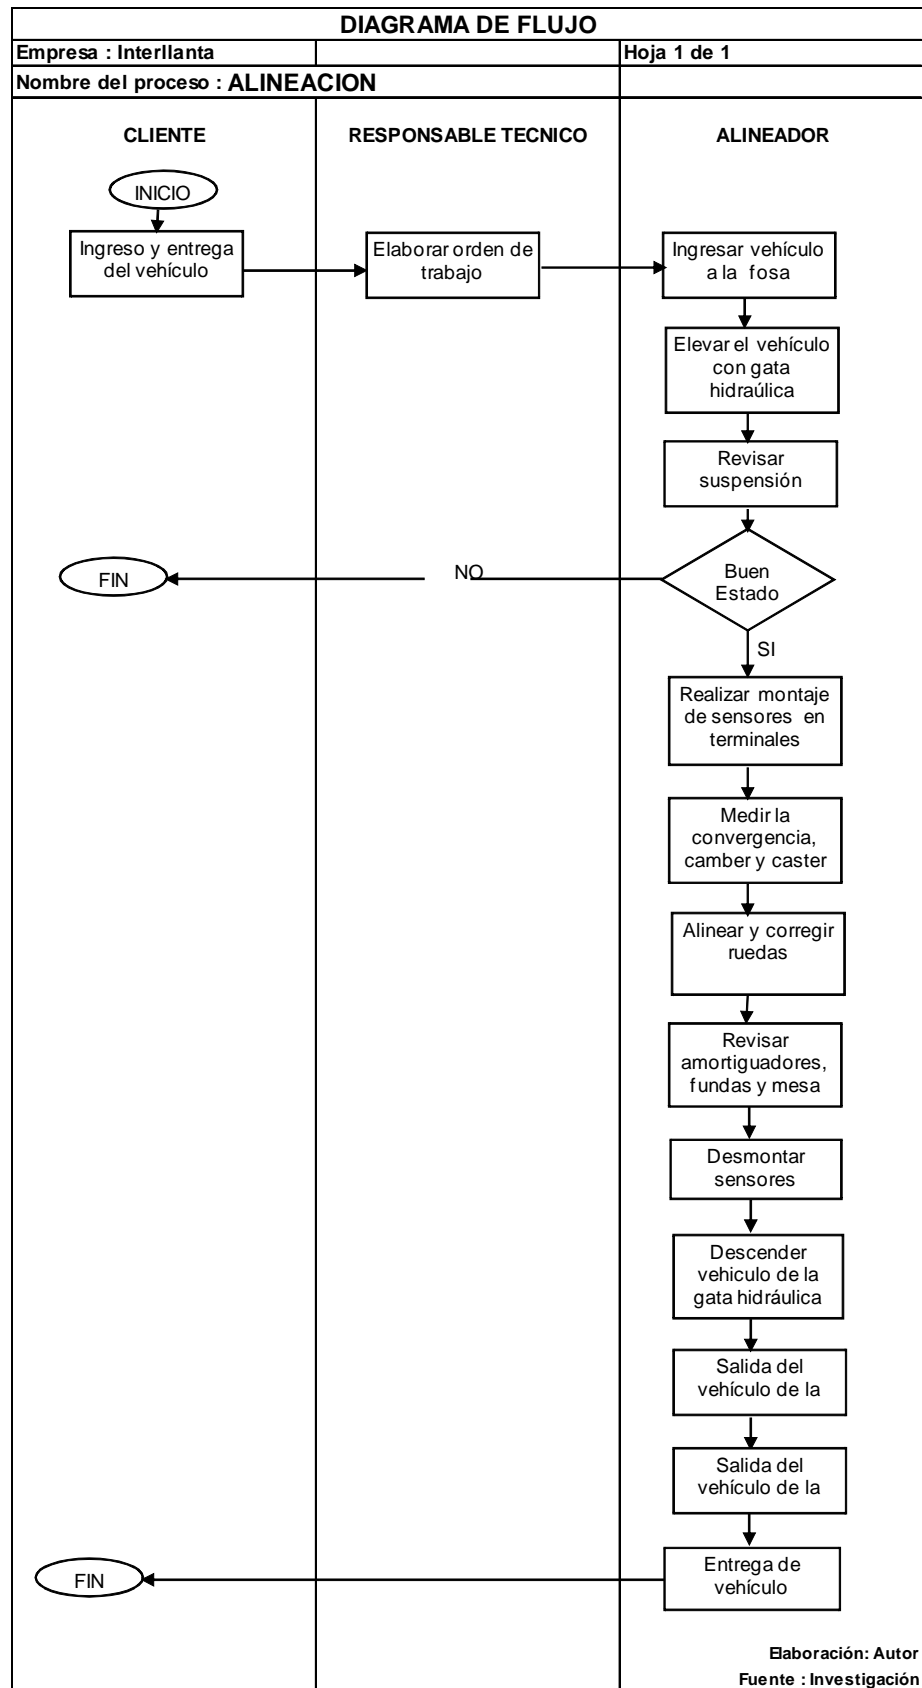 DIAGRAMA DE FLUJO
Empresa : Interllanta
Hoja 1 de 1
Nombre del proceso : ALINEACION
CLIENTE
RESPONSABLE TECNICO
ALINEADOR
INICIO
Ingreso y entrega
del vehículo
Elaborar orden de
trabajo
Ingresar vehículo
a la fosa
Elevar el vehículo
con gata
hidraúlica
Revisar
suspensión
Buen
Estado
NO
FIN
SI
Realizar montaje
de sensores en
terminales
Medir la
convergencia,
camber y caster
Alinear y corregir
ruedas
Revisar
amortiguadores,
fundas y mesa
Desmontar
sensores
Descender
vehiculo de la
gata hidráulica
Salida del
vehículo de la
Salida del
vehículo de la
Entrega de
vehículo
FIN
Elaboración: Autor
Fuente : Investigación